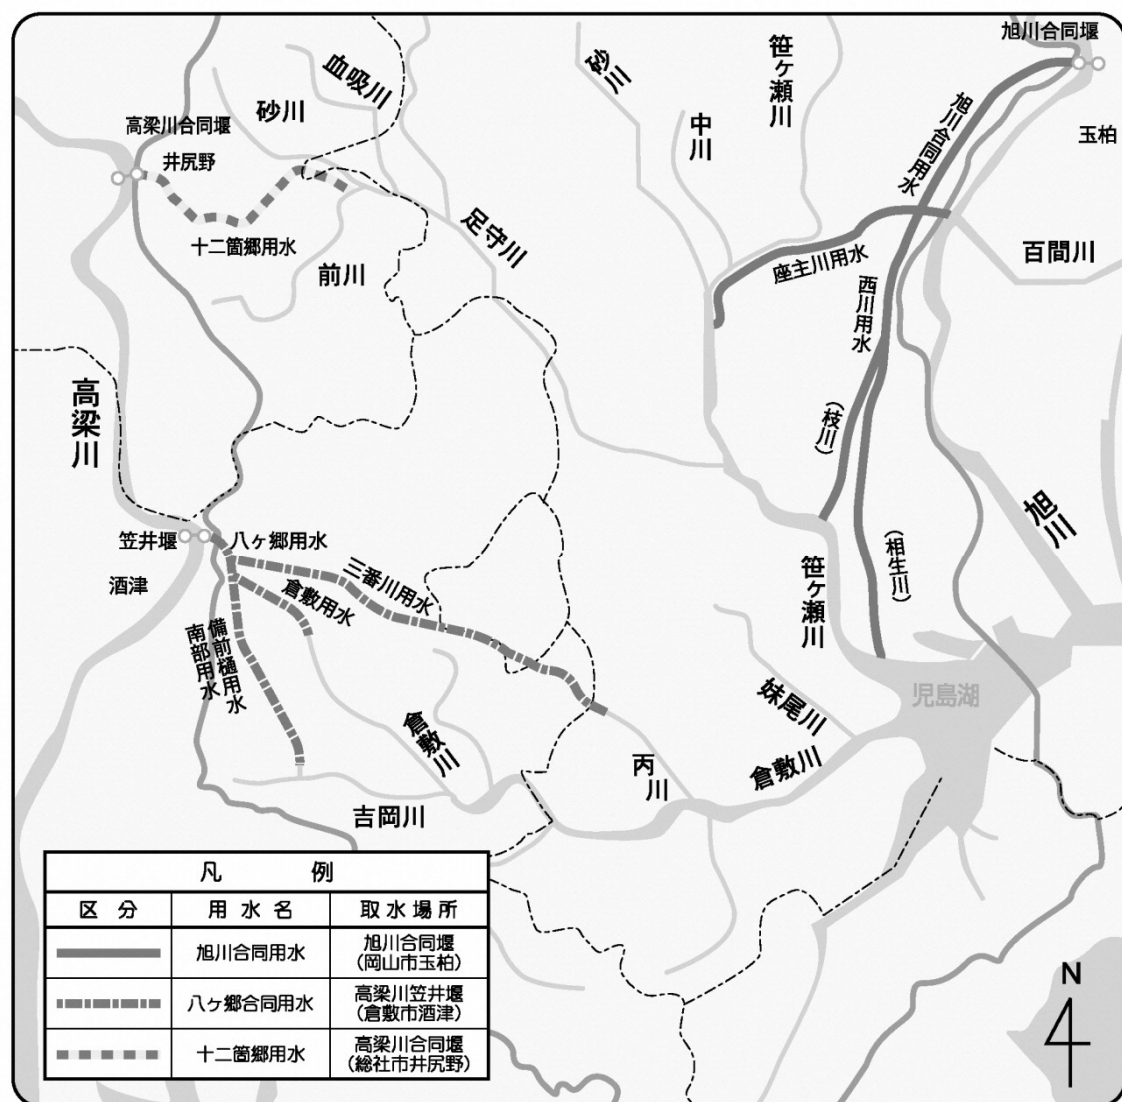 旭川合同堰
血吸川
砂川
笹ヶ瀬川
砂川
中川
旭川合同用水
玉柏
高梁川合同堰
井尻野
十二箇郷用水
前川
足守川
座主川用水
西川用水
百間川
高梁川
(枝川)
旭川
笠井堰
八ヶ郷用水
酒津
三番川用水
倉敷用水
備前樋用水
南部用水
(相生川)
笹ヶ瀬川
児島湖
妹尾川
倉敷川
倉敷川
丙川
吉岡川
凡例
区分 用水名 取水場所
旭川合同用水 旭川合同堰
(岡山市玉柏)
八ヶ郷合同用水 高梁川笠井堰
(倉敷市酒津)
十二箇郷用水 高梁川合同堰
(総社市井尻野)
N